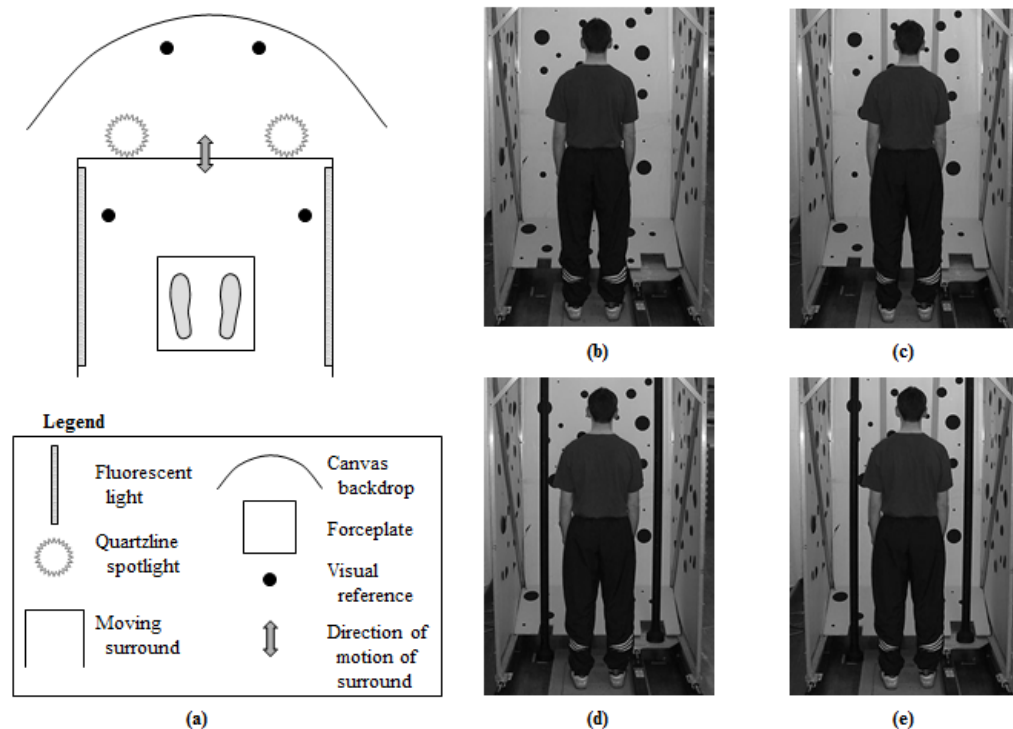 (b)
(c)
Legend
Fluorescent
light
Canvas
backdrop
Forceplate
Quartzline
spotlight
Visual
reference
Moving
surround
Direction of
motion of
surround
(a)
(d)
(e)